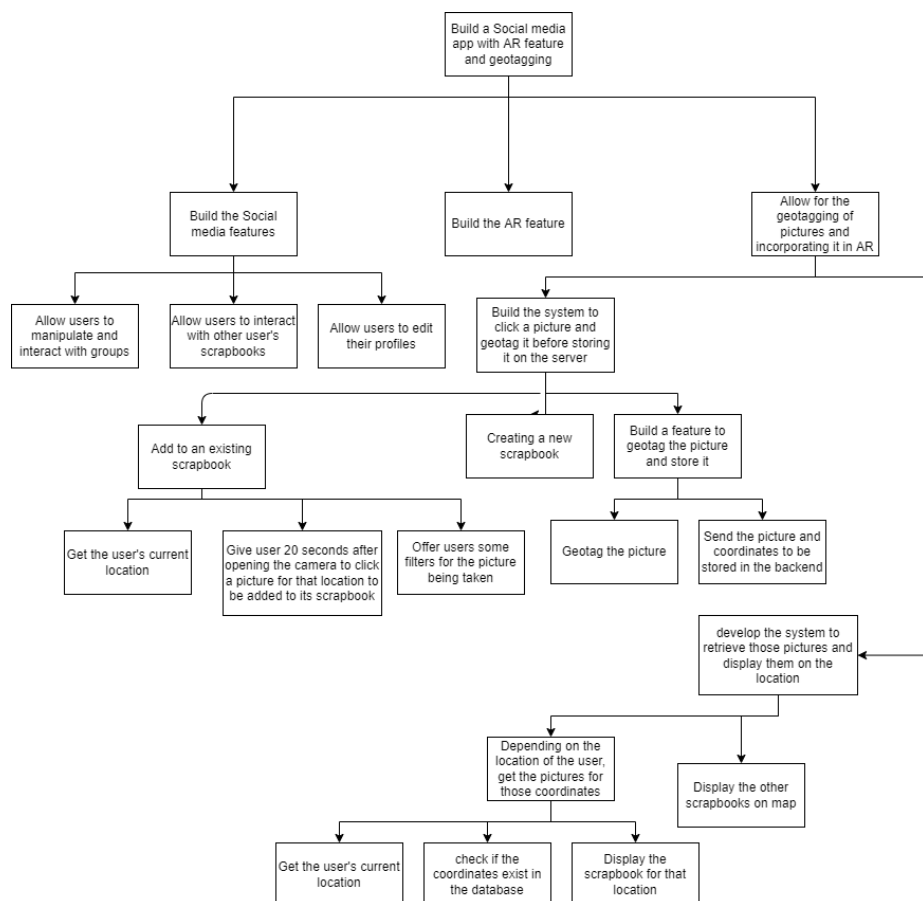 Build a Social media
app with AR feature
and geotagging
Build the Social
media features
Build the AR feature
Allow for the
geotagging of
pictures and
incorporating it in AR
Allow users to
manipulate and
interact with groups
Allow users to interact
with other user's
scrapbooks
Allow users to edit
their profiles
Build the system to
click a picture and
geotag it before storing
it on the server
Add to an existing
scrapbook
Creating a new
scrapbook
Build a feature to
geotag the picture
and store it
Get the user's current
location
Give user 20 seconds after
opening the camera to click
a picture for that location to
be added to its scrapbook
Offer users some
filters for the picture
being taken
Geotag the picture
Send the picture and
coordinates to be
stored in the backend
develop the system to
retrieve those pictures and
display them on the
location
Depending on the
location of the user,
get the pictures for
those coordinates
Display the other
scrapbooks on map
Get the user's current
location
check if the
coordinates exist in
the database
Display the
scrapbook for that
location